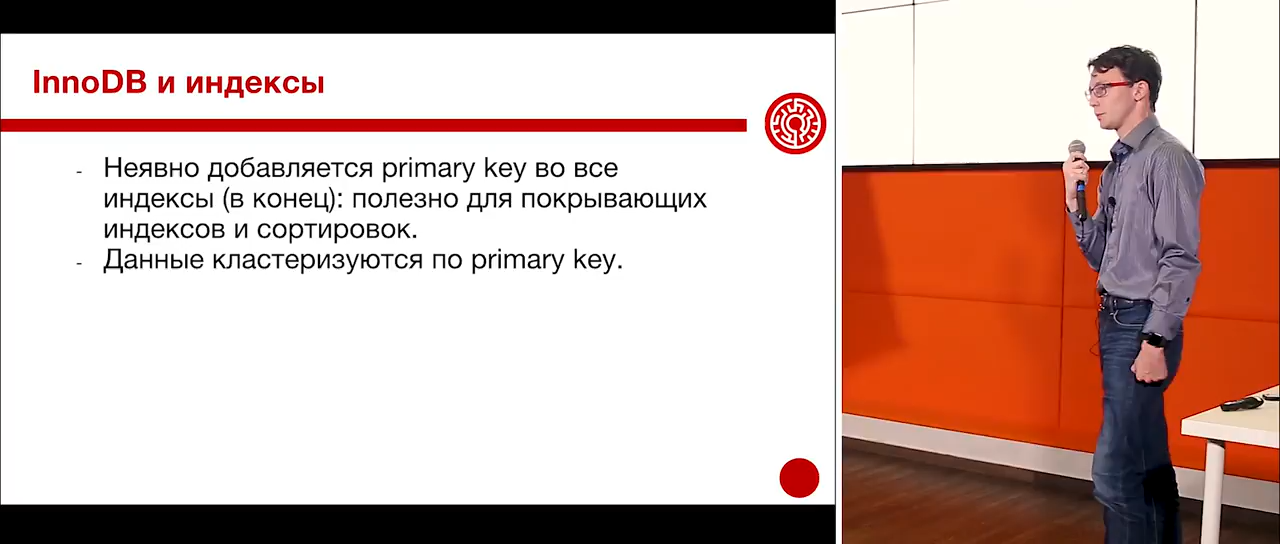 InnoDB и индексы
- Неявно добавляется primary key во все
индексы (в конец): полезно для покрывающих
индексов и сортировок.
- Данные кластеризуются по primary key.